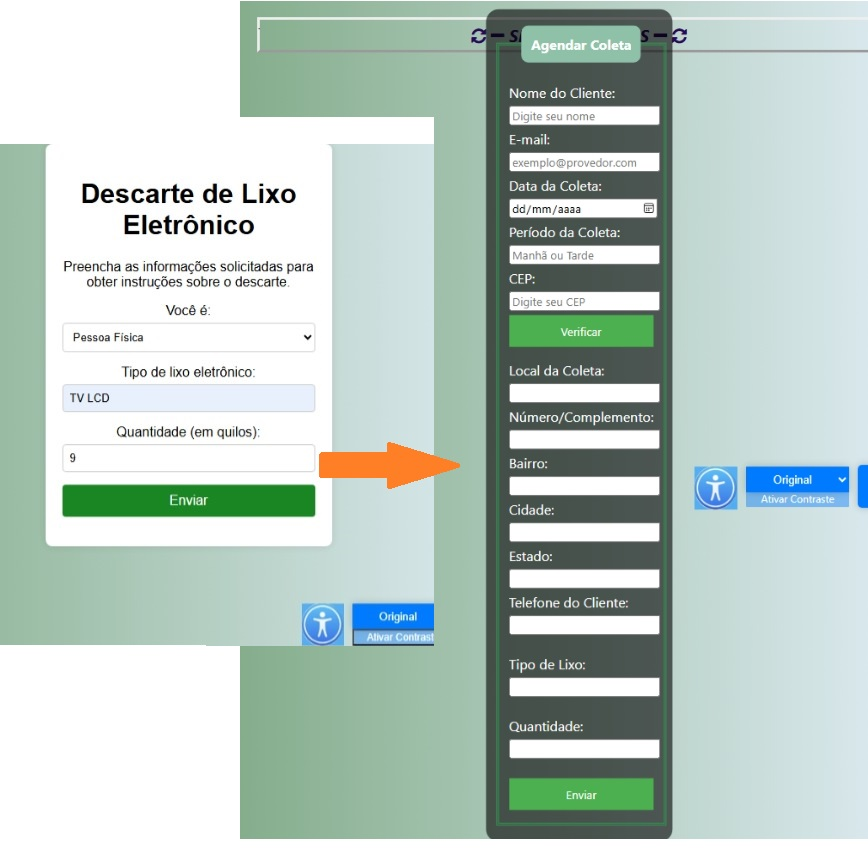 Descarte de Lixo
Eletrônico
Preencha as informações solicitadas para
obter instruções sobre o descarte.
Você é:
Pessoa Física
Tipo de lixo eletrônico:
TV LCD
Quantidade (em quilos):
9
Enviar
Original
Ativar Contrast
Agendar Coleta
Nome do Cliente:
Digite seu nome
E-mail:
exemplo@provedor.com
Data da Coleta:
dd/mm/aaaa
Período da Coleta:
Manhã ou Tarde
CEP:
Digite seu CEP
Verificar
Local da Coleta:
Número/Complemento:
Bairro:
Cidade:
Estado:
Telefone do Cliente:
Tipo de Lixo:
Quantidade:
Enviar
Original
Ativar Contraste